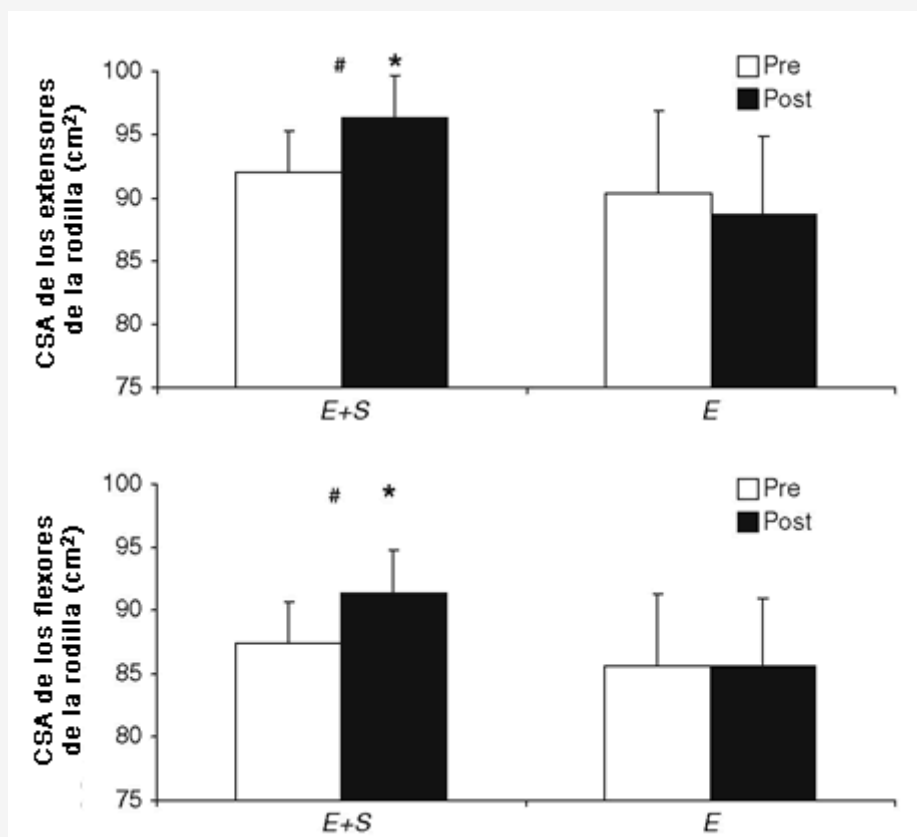 CSA de los extensores
de la rodilla (cm²)
100
95
90
85
80
75
# *
Pre
Post
E+S
E
CSA de los flexores
de la rodilla (cm²)
100
95
90
85
80
75
# *
Pre
Post
E+S
E